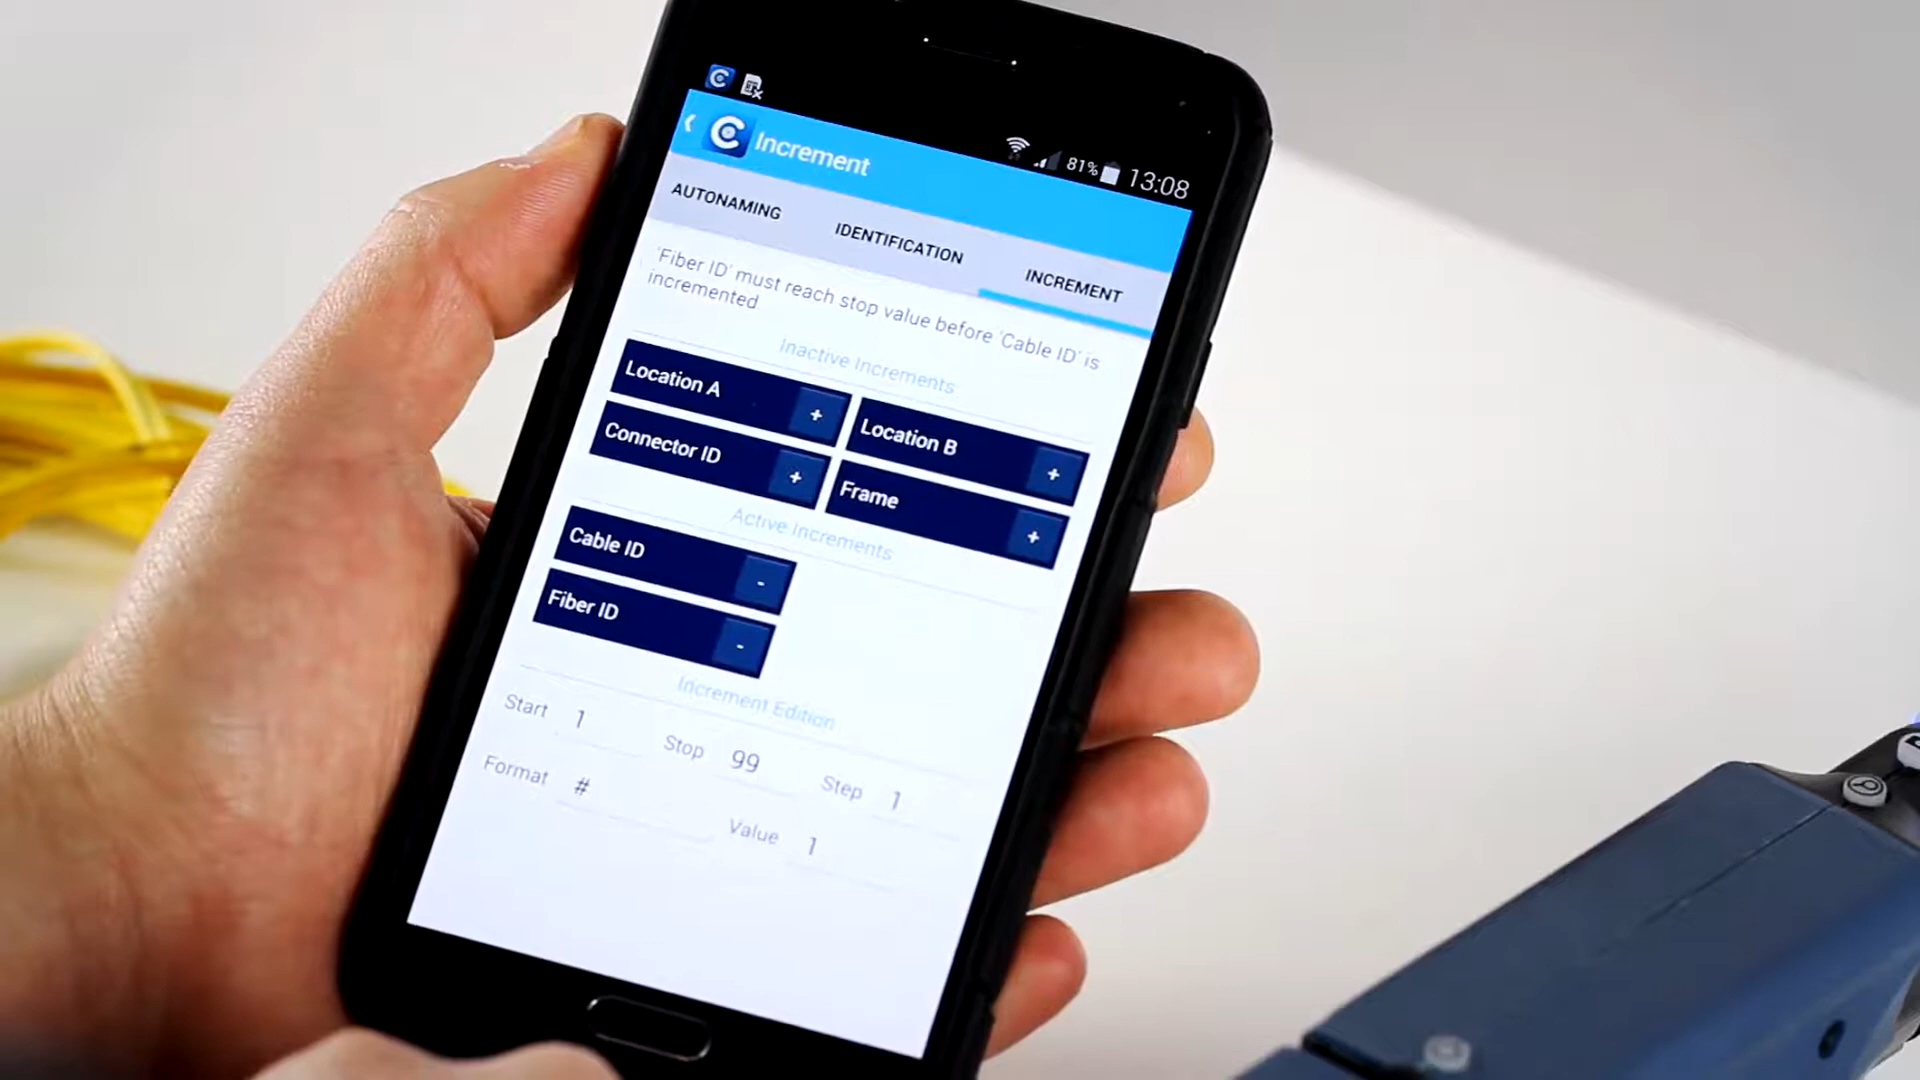 81% 13:08
Increment
AUTONAMING IDENTIFICATION INCREMENT
'Fiber ID' must reach stop value before 'Cable ID' is
incremented
Inactive Increments
Location A + Location B +
Connector ID + Frame +
Active Increments
Cable ID -
Fiber ID -
Increment Edition
Start 1 Stop 99 Step 1
Format # Value 1